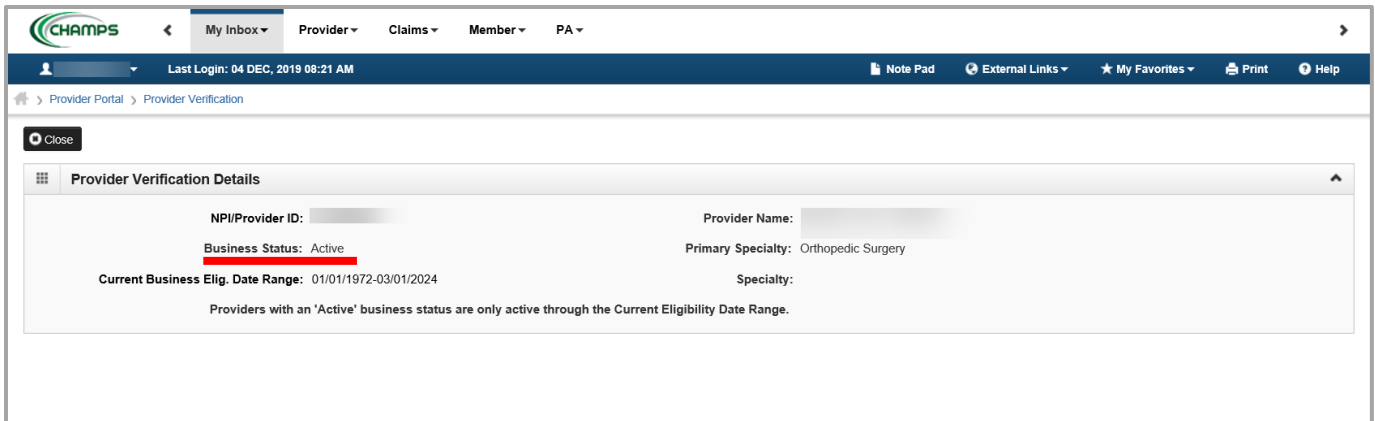 CHAMPS My Inbox Provider Claims Member PA
Last Login: 04 DEC, 2019 08:21 AM Note Pad External Links My Favorites Print Help
Provider Portal > Provider Verification
Close
Provider Verification Details
NPI/Provider ID: Provider Name:
Business Status: Active Primary Specialty: Orthopedic Surgery
Current Business Elig. Date Range: 01/01/1972-03/01/2024 Specialty:
Providers with an 'Active' business status are only active through the Current Eligibility Date Range.